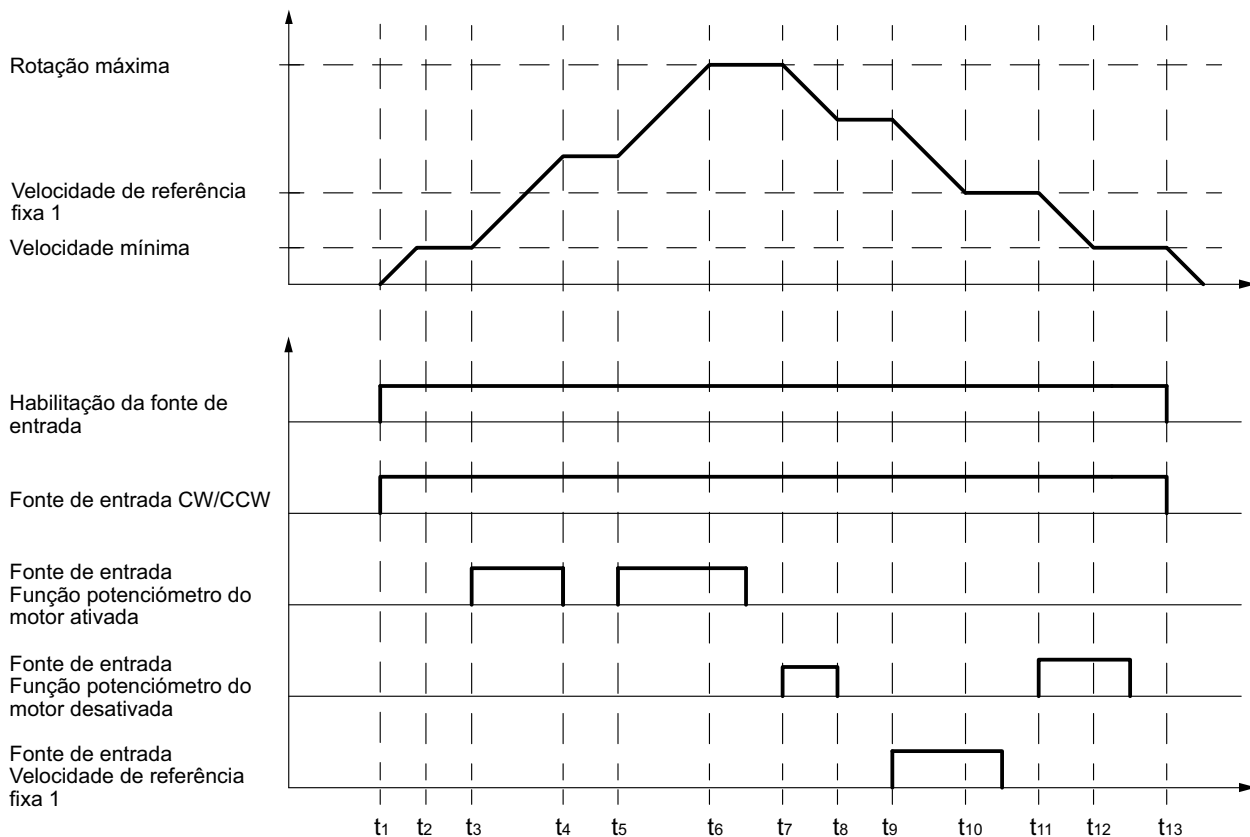 Rotação máxima
Velocidade de referência
fixa 1
Velocidade mínima
Habilitação da fonte de
entrada
Fonte de entrada CW/CCW
Fonte de entrada
Função potenciómetro do
motor ativada
Fonte de entrada
Função potenciómetro do
motor desativada
Fonte de entrada
Velocidade de referência
fixa 1
t1 t2 t3 t4 t5 t6 t7 t8 t9 t10 t11 t12 t13